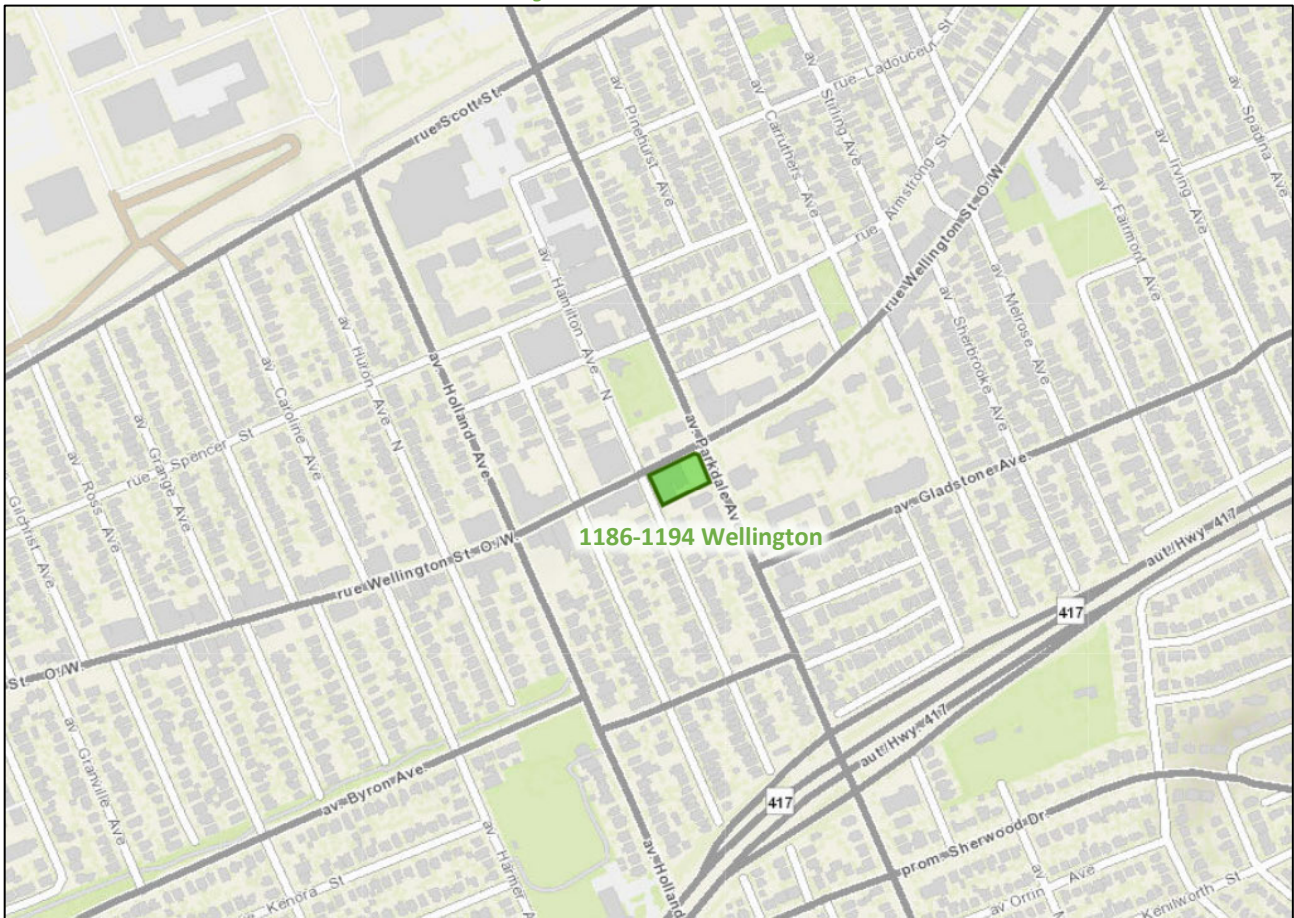 rue Scott St.
av Pinehurst Ave
av Carruthers Ave
av Stirling Ave
rue Ladouceur St
rue Armstrong St
rue Wellington St. O./W.
av Fairmont Ave
av Irving Ave
av Spadina Ave
av Hamilton Ave N
av Huron Ave N
av Caroline Ave
av Grange Ave
av Ross Ave
Gilchrist Ave
rue Spencer St
av. Holland Ave.
av. Parkdale Av
av Melrose Ave
av Sherbrooke Ave
av. Gladstone Ave
1186-1194 Wellington
rue Wellington St. O./W.
St. O./W.
aut./Hwy. 417
417
aut./Hwy. 417
417
av Granville Ave
av. Byron Ave.
av Harmer A
av. Holland
av Kenora St
prom. Sherwood Dr.
av Orrin Ave
Kenilworth St